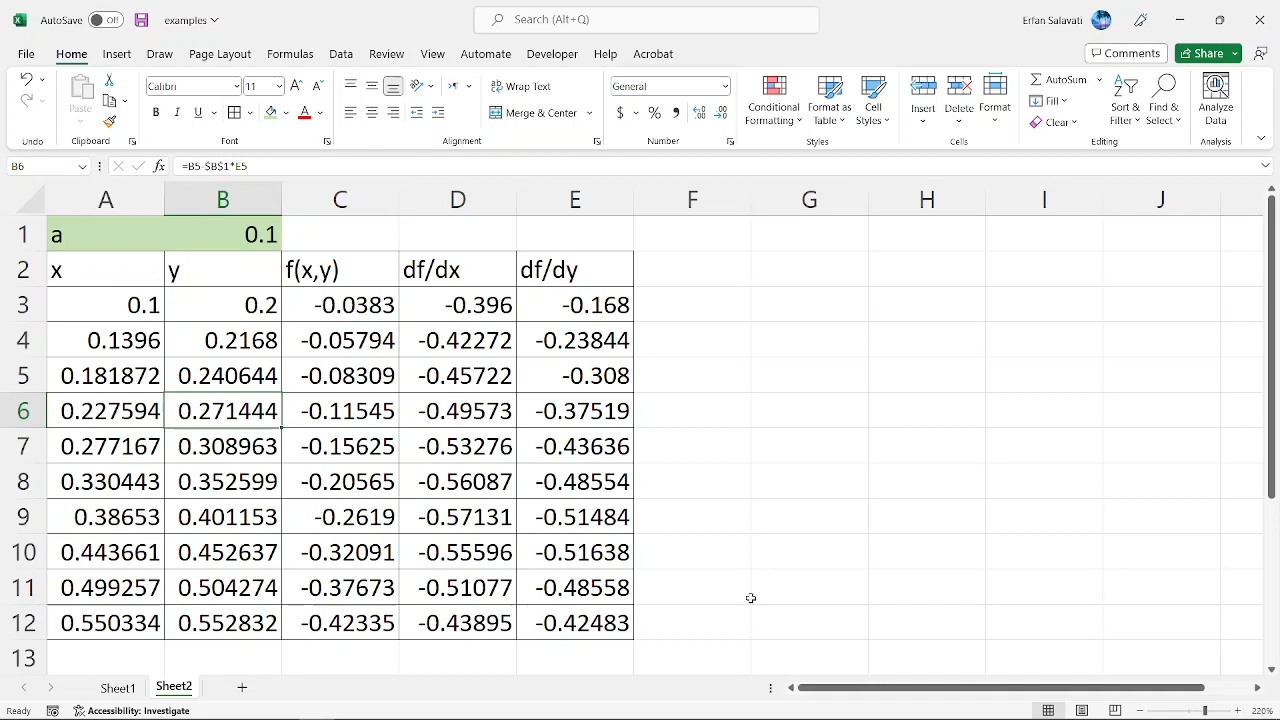 AutoSave Off examples Search (Alt+Q) Erfan Salavati
File Home Insert Draw Page Layout Formulas Data Review View Automate Developer Help Acrobat Comments Share
Paste Calibri 11 A A Wrap Text General Conditional Formatting Format as Table Cell Styles Insert Delete Format AutoSum Fill Clear Sort & Filter Find & Select Analyze Data
B I U A Merge & Center $ % ,
Undo Clipboard Font Alignment Number Styles Cells Editing Analysis
B6 fx =B5-$B$1*E5
A B C D E F G H I J
1 a 0.1
2 x y f(x,y) df/dx df/dy
3 0.1 0.2 -0.0383 -0.396 -0.168
4 0.1396 0.2168 -0.05794 -0.42272 -0.23844
5 0.181872 0.240644 -0.08309 -0.45722 -0.308
6 0.227594 0.271444 -0.11545 -0.49573 -0.37519
7 0.277167 0.308963 -0.15625 -0.53276 -0.43636
8 0.330443 0.352599 -0.20565 -0.56087 -0.48554
9 0.38653 0.401153 -0.2619 -0.57131 -0.51484
10 0.443661 0.452637 -0.32091 -0.55596 -0.51638
11 0.499257 0.504274 -0.37673 -0.51077 -0.48558
12 0.550334 0.552832 -0.42335 -0.43895 -0.42483
13
Sheet1 Sheet2
Ready Accessibility: Investigate 220%